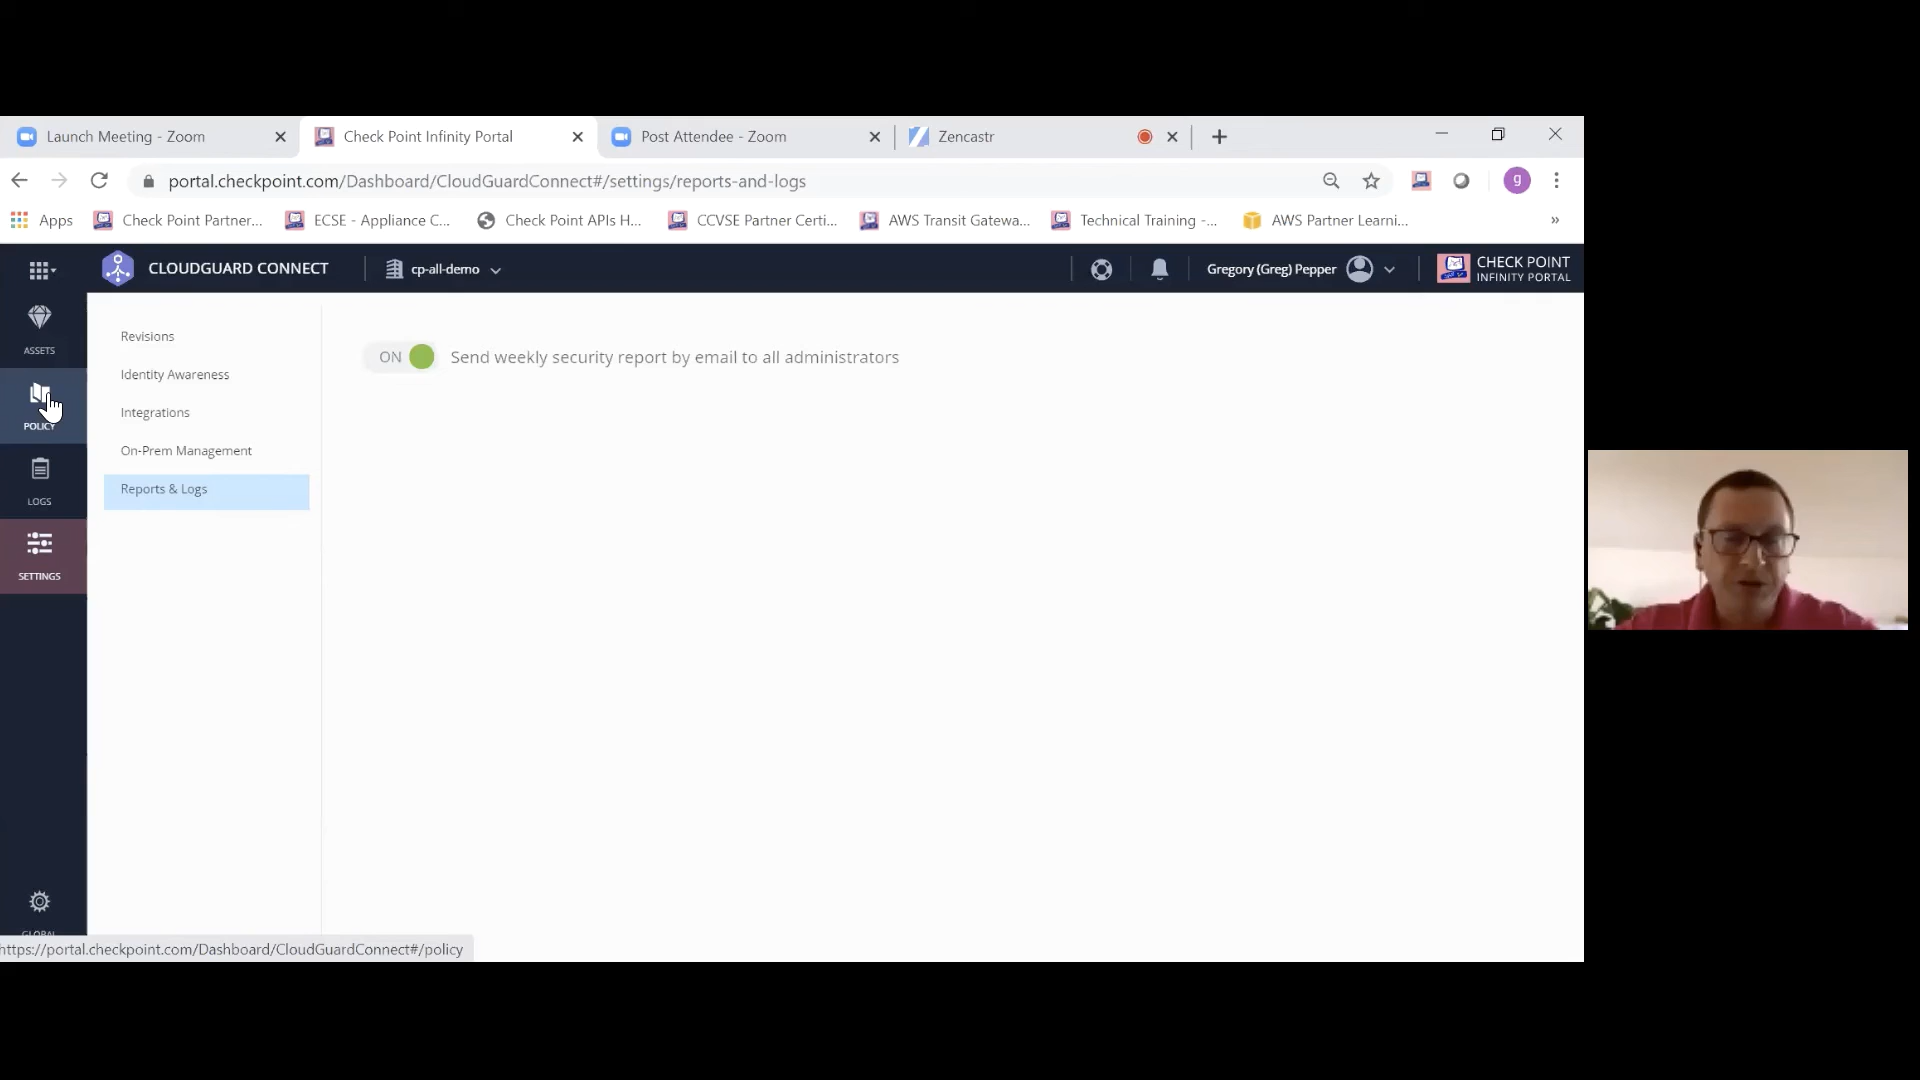 Launch Meeting - Zoom
Check Point Infinity Portal
Post Attendee - Zoom
Zencastr
portal.checkpoint.com/Dashboard/CloudGuardConnect#/settings/reports-and-logs
g
Apps
Check Point Partner...
ECSE - Appliance C...
Check Point APIs H...
CCVSE Partner Certi...
AWS Transit Gatewa...
Technical Training -...
AWS Partner Learni...
»
CLOUDGUARD CONNECT
cp-all-demo
Gregory (Greg) Pepper
CHECK POINT
INFINITY PORTAL
ASSETS
POLICY
LOGS
SETTINGS
GLOBAL
Revisions
Identity Awareness
Integrations
On-Prem Management
Reports & Logs
ON
Send weekly security report by email to all administrators
https://portal.checkpoint.com/Dashboard/CloudGuardConnect#/policy